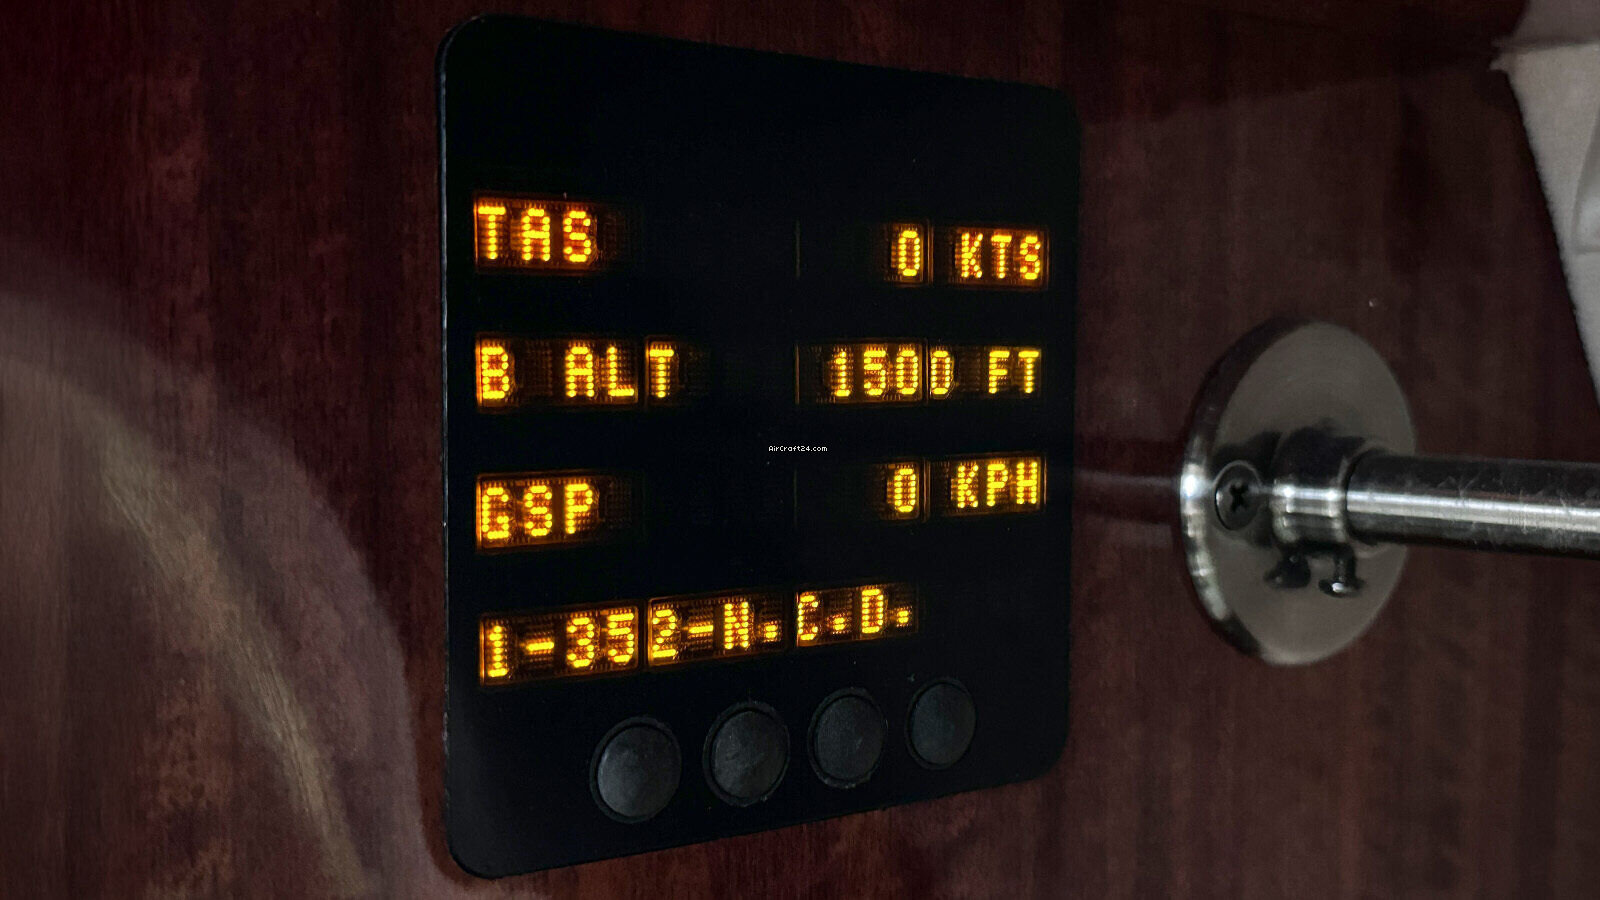 TAS 0 KTS
B ALT 1500 FT
GSP 0 KPH
1-352-N.C.D.
AirCraft24.com